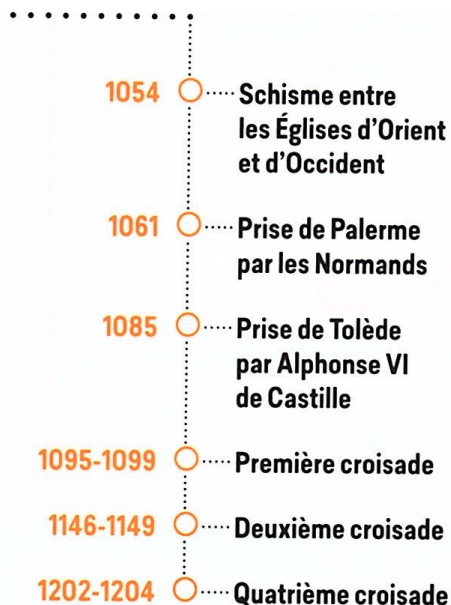 1054 Schisme entre
les Églises d'Orient
et d'Occident
1061 Prise de Palerme
par les Normands
1085 Prise de Tolède
par Alphonse VI
de Castille
1095-1099 Première croisade
1146-1149 Deuxième croisade
1202-1204 Quatrième croisade